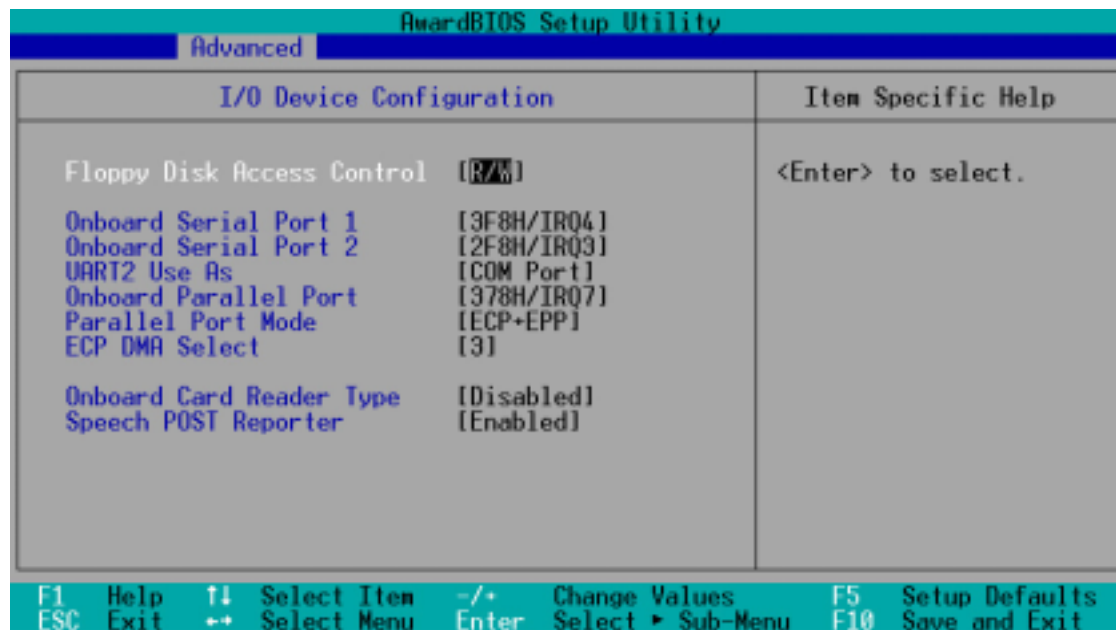 AwardBIOS Setup Utility
Advanced
I/O Device Configuration
Item Specific Help
Floppy Disk Access Control [R/W]
<Enter> to select.
Onboard Serial Port 1 [3F8H/IRQ4]
Onboard Serial Port 2 [2F8H/IRQ3]
UART2 Use As [COM Port]
Onboard Parallel Port [378H/IRQ7]
Parallel Port Mode [ECP+EPP]
ECP DMA Select [3]
Onboard Card Reader Type [Disabled]
Speech POST Reporter [Enabled]
F1 Help ↑↓ Select Item -/+ Change Values F5 Setup Defaults
ESC Exit ←→ Select Menu Enter Select ► Sub-Menu F10 Save and Exit